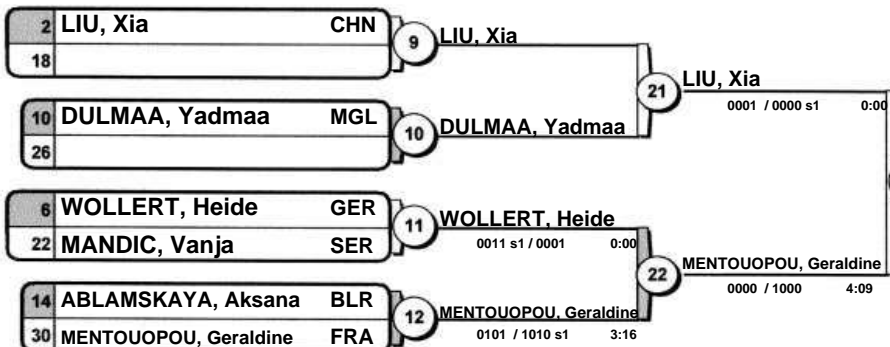 2 LIU, Xia CHN
18
9
LIU, Xia
10 DULMAA, Yadmaa MGL
26
10
DULMAA, Yadmaa
21
LIU, Xia
0001 / 0000 s1 0:00
6 WOLLERT, Heide GER
22 MANDIC, Vanja SER
11
WOLLERT, Heide
0011 s1 / 0001 0:00
14 ABLAMSKAYA, Aksana BLR
30 MENTOUOPOU, Geraldine FRA
12
MENTOUOPOU, Geraldine
0101 / 1010 s1 3:16
22
MENTOUOPOU, Geraldine
0000 / 1000 4:09